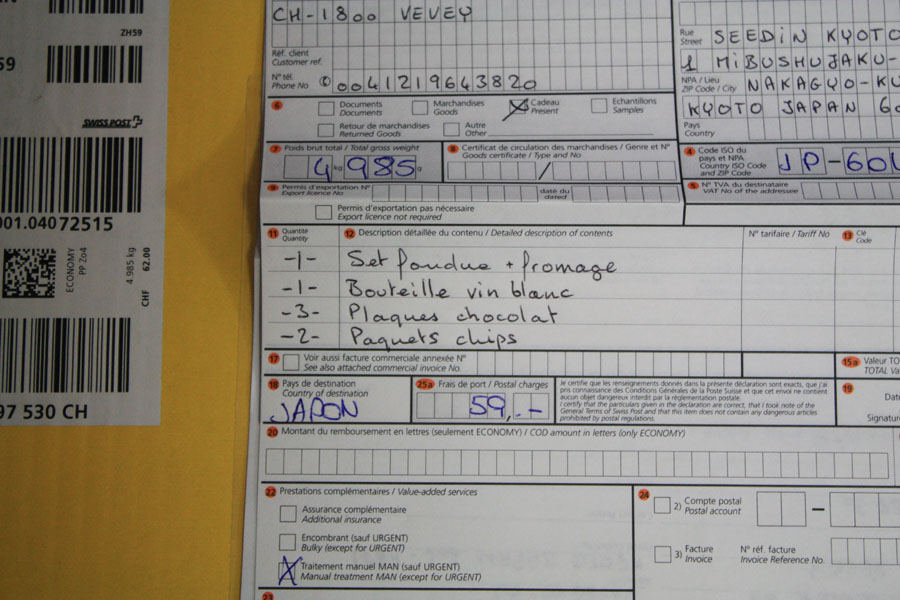 ZH59
59
SWISS POST
001.04072515
ECONOMY
PP Zo4
4.985 kg
CHF 62.00
97 530 CH
CH-1800 VEVEY
Réf. client
Customer ref.
N° tél.
Phone No
0041219643820
Rue
Street
SEEDiN KYOTO
1 MiBUSHUJAKU-
NPA / Lieu
ZIP Code / City
NAKAGYO-KU
KYOTO JAPAN 60
Pays
Country
6
Documents
Documents
Marchandises
Goods
Cadeau
Present
Echantillons
Samples
Retour de marchandises
Returned Goods
Autre
Other
7 Poids brut total / Total gross weight
4 kg 985 g
8 Certificat de circulation des marchandises / Genre et N°
Goods certificate / Type and No
/
4 Code ISO du
pays et NPA
Country ISO Code
and ZIP Code
JP-60
9 Permis d'exportation N°
Export licence No
date du
dated
5 N° TVA du destinataire
VAT No of the addressee
Permis d'exportation pas nécessaire
Export licence not required
11 Quantité
Quantity
12 Description détaillée du contenu / Detailed description of contents
N° tarifaire / Tariff No
13 Clé
Code
-1- Set fondue + fromage
-1- Bouteille vin blanc
-3- Plaques chocolat
-2- Paquets chips
17 Voir aussi facture commerciale annexée N°
See also attached commercial invoice No.
15a Valeur TO
TOTAL Va
18 Pays de destination
Country of destination
JAPON
25a Frais de port / Postal charges
59,.-
Je certifie que les renseignements donnés dans la présente déclaration sont exacts, que j'ai
pris connaissance des Conditions Générales de la Poste Suisse et que cet envoi ne contient
aucun objet dangereux interdit par la réglementation postale.
I certify that the particulars given in the declaration are correct, that I took note of the
General Terms of Swiss Post and that this item does not contain any dangerous articles
prohibited by postal regulations.
19
Date
Signature
20 Montant du remboursement en lettres (seulement ECONOMY) / COD amount in letters (only ECONOMY)
22 Prestations complémentaires / Value-added services
Assurance complémentaire
Additional insurance
Encombrant (sauf URGENT)
Bulky (except for URGENT)
Traitement manuel MAN (sauf URGENT)
Manual treatment MAN (except for URGENT)
24
2) Compte postal
Postal account
3) Facture
Invoice
N° réf. facture
Invoice Reference No.
23